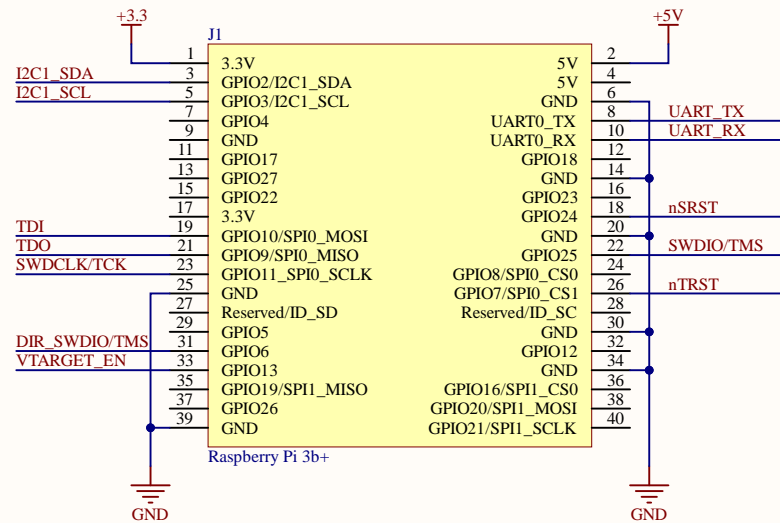 +3.3
+5V
J1
1 3.3V 5V 2
I2C1_SDA 3 GPIO2/I2C1_SDA 5V 4
I2C1_SCL 5 GPIO3/I2C1_SCL GND 6
7 GPIO4 UART0_TX 8 UART_TX
9 GND UART0_RX 10 UART_RX
11 GPIO17 GPIO18 12
13 GPIO27 GND 14
15 GPIO22 GPIO23 16
17 3.3V GPIO24 18 nSRST
TDI 19 GPIO10/SPI0_MOSI GND 20
TDO 21 GPIO9/SPI0_MISO GPIO25 22 SWDIO/TMS
SWDCLK/TCK 23 GPIO11_SPI0_SCLK GPIO8/SPI0_CS0 24
25 GND GPIO7/SPI0_CS1 26 nTRST
27 Reserved/ID_SD Reserved/ID_SC 28
29 GPIO5 GND 30
DIR_SWDIO/TMS 31 GPIO6 GPIO12 32
VTARGET_EN 33 GPIO13 GND 34
35 GPIO19/SPI1_MISO GPIO16/SPI1_CS0 36
37 GPIO26 GPIO20/SPI1_MOSI 38
39 GND GPIO21/SPI1_SCLK 40
Raspberry Pi 3b+
GND
GND